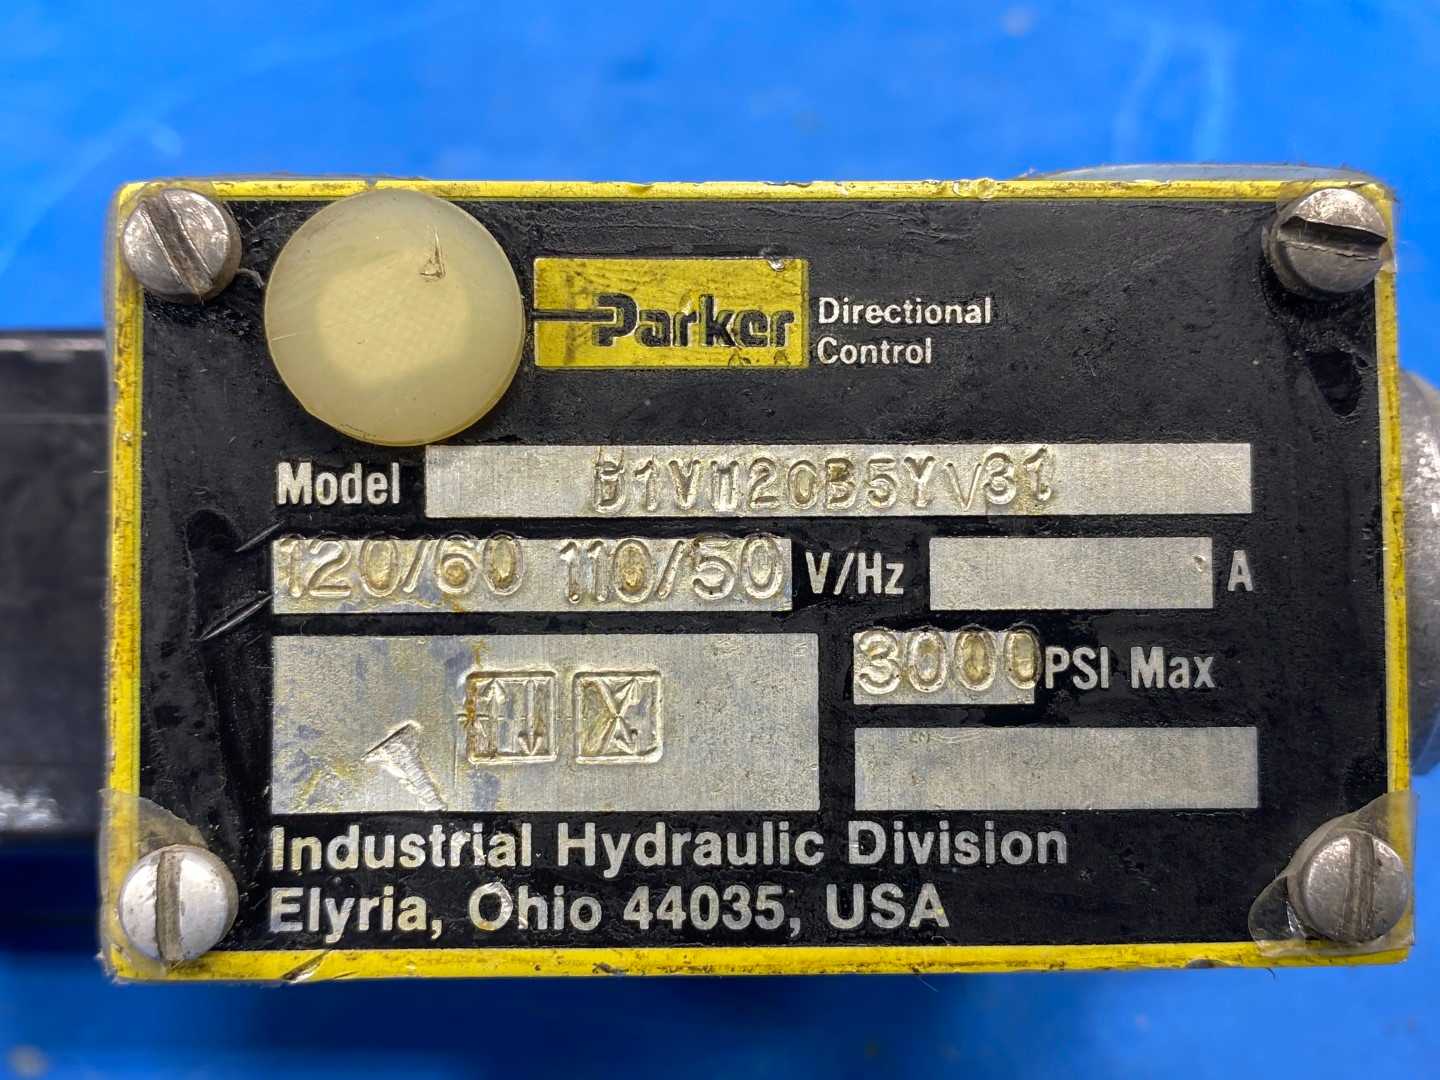 Parker Directional
Control
Model D1VW20B5YV31
120/60 110/50 V/Hz A
3000 PSI Max
Industrial Hydraulic Division
Elyria, Ohio 44035, USA